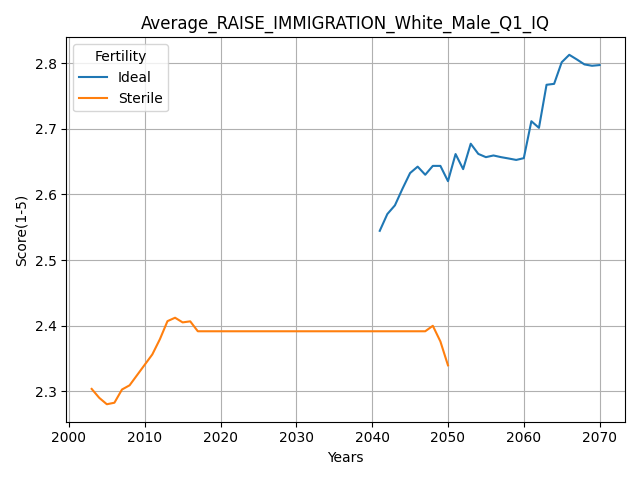 Average_RAISE_IMMIGRATION_White_Male_Q1_IQ
Fertility
Ideal
Sterile
Score(1-5)
2.8
2.7
2.6
2.5
2.4
2.3
2000 2010 2020 2030 2040 2050 2060 2070
Years